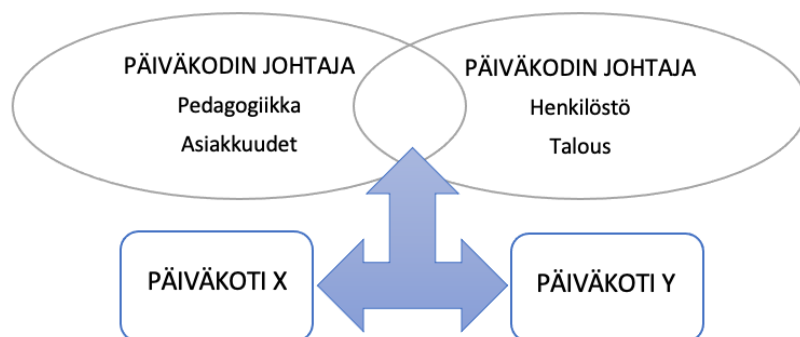 PÄIVÄKODIN JOHTAJA
Pedagogiikka
Asiakkuudet
PÄIVÄKODIN JOHTAJA
Henkilöstö
Talous
PÄIVÄKOTI X
PÄIVÄKOTI Y